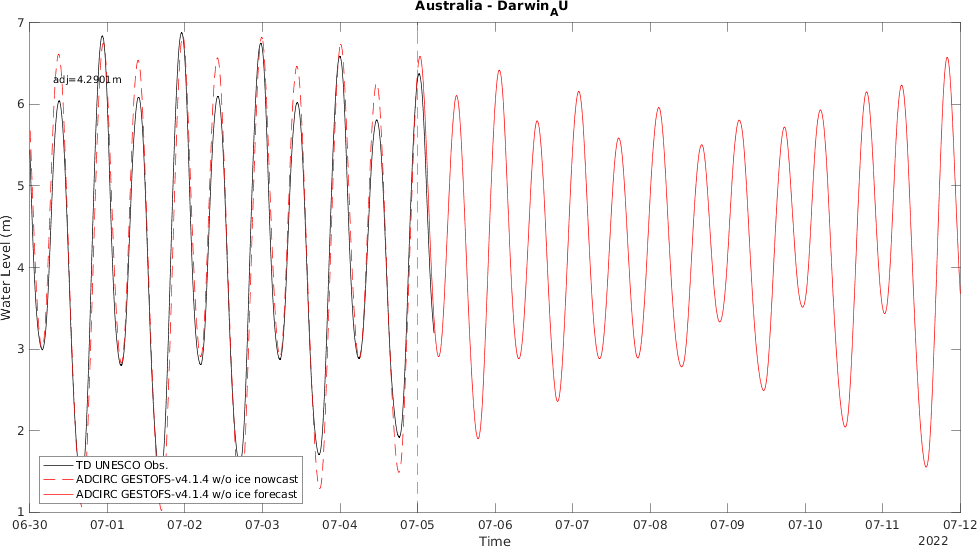 Australia - DarwinAU
7
6
5
4
3
2
1
Water Level (m)
adj=4.2901m
TD UNESCO Obs.
ADCIRC GESTOFS-v4.1.4 w/o ice nowcast
ADCIRC GESTOFS-v4.1.4 w/o ice forecast
06-30 07-01 07-02 07-03 07-04 07-05 07-06 07-07 07-08 07-09 07-10 07-11 07-12
Time
2022